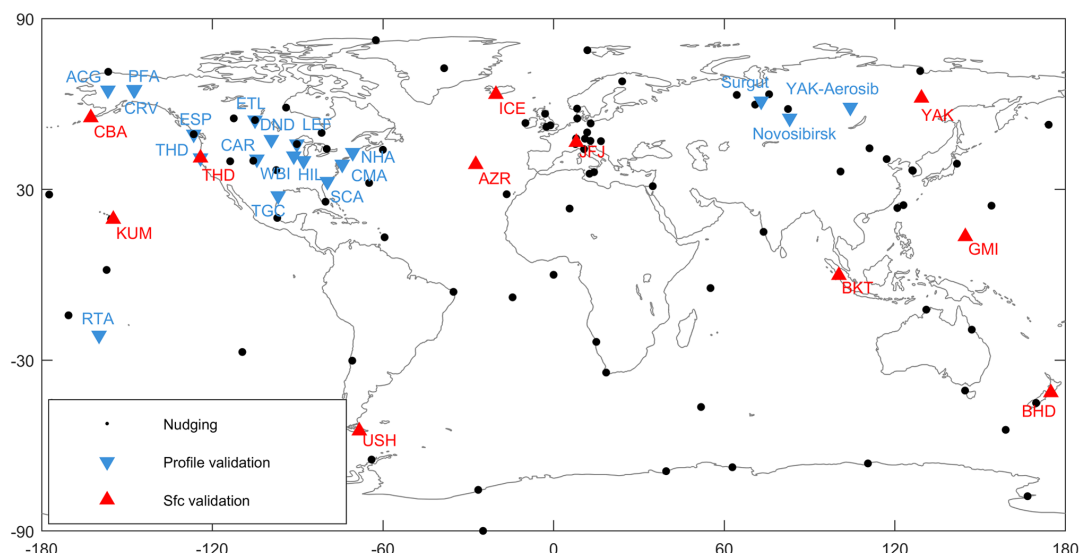 90
30
-30
-90
-180
-120
-60
0
60
120
180
ACG
PFA
CRV
CBA
ETL
ESP
DND
LEF
CAR
THD
THD
NHA
WBI
HIL
CMA
SCA
TGC
KUM
RTA
ICE
JFJ
AZR
Surgut
YAK-Aerosib
Novosibirsk
YAK
GMI
BKT
BHD
USH
Nudging
Profile validation
Sfc validation